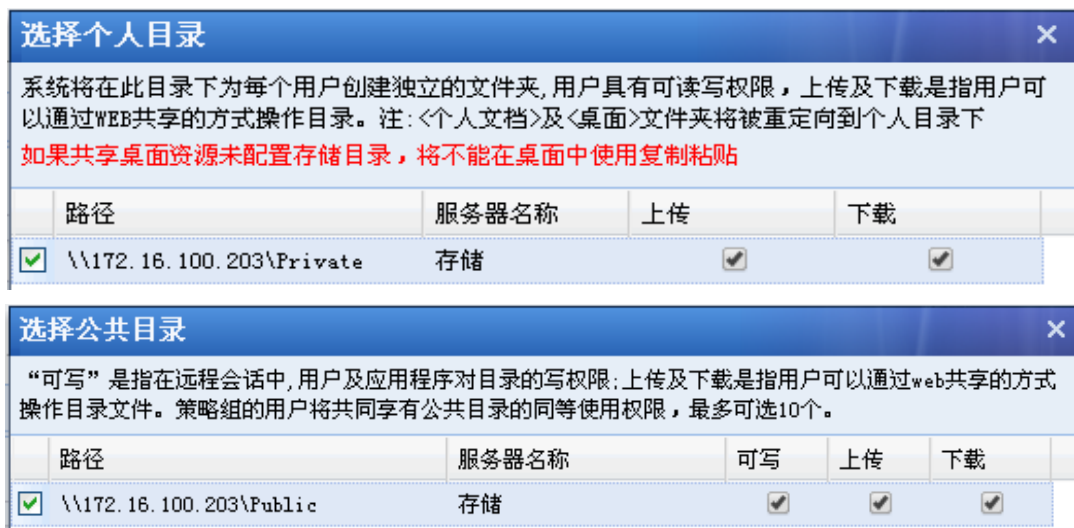 选择个人目录
系统将在此目录下为每个用户创建独立的文件夹,用户具有可读写权限，上传及下载是指用户可
以通过WEB共享的方式操作目录。注:<个人文档>及<桌面>文件夹将被重定向到个人目录下
如果共享桌面资源未配置存储目录，将不能在桌面中使用复制粘贴
路径 服务器名称 上传 下载
\\172.16.100.203\Private 存储
选择公共目录
“可写”是指在远程会话中,用户及应用程序对目录的写权限;上传及下载是指用户可以通过web共享的方式
操作目录文件。策略组的用户将共同享有公共目录的同等使用权限，最多可选10个。
路径 服务器名称 可写 上传 下载
\\172.16.100.203\Public 存储